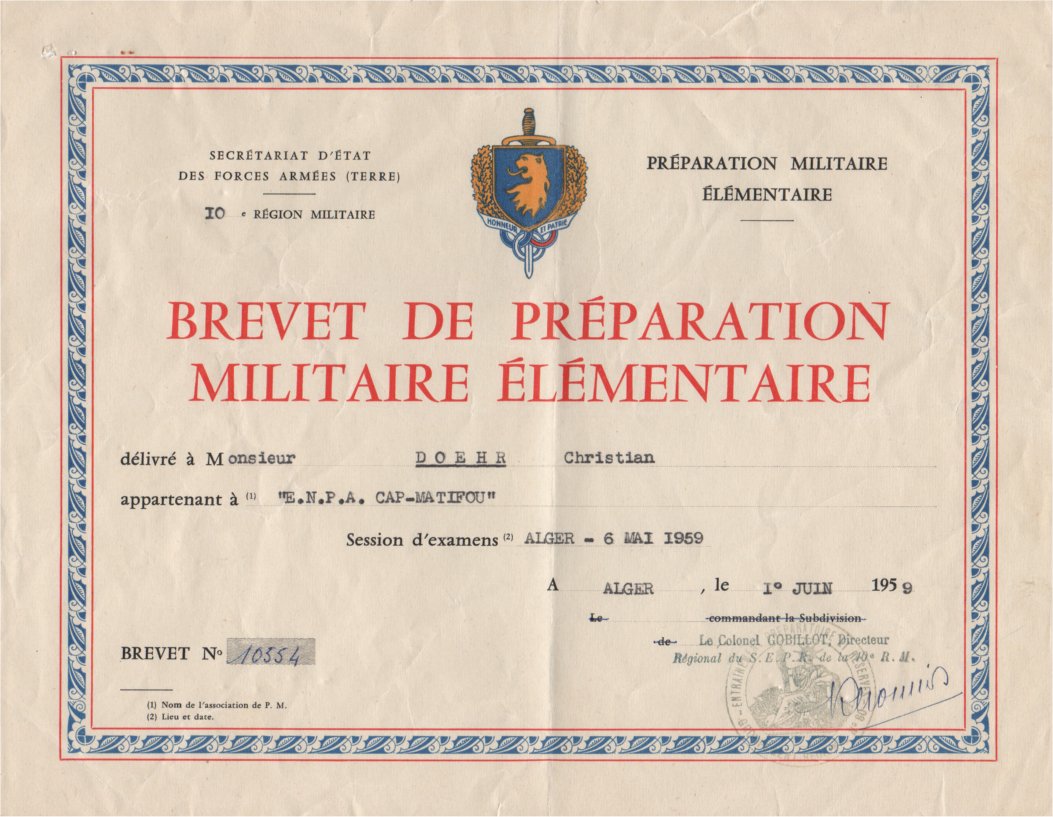 SECRÉTARIAT D'ÉTAT
DES FORCES ARMÉES (TERRE)
IO e RÉGION MILITAIRE
HONNEUR ET PATRIE
PRÉPARATION MILITAIRE
ÉLÉMENTAIRE
BREVET DE PRÉPARATION
MILITAIRE ÉLÉMENTAIRE
délivré à Monsieur DOEHR Christian
appartenant à (1) "E.N.P.A. CAP-MATIFOU"
Session d'examens (2) ALGER - 6 MAI I959
A ALGER, le I° JUIN 1959
Le commandant la Subdivision
de Le Colonel GOBILLOT, Directeur
Régional du S.E.P.R. de la 10e R. M.
BREVET No 10354
(1) Nom de l'association de P. M.
(2) Lieu et date.